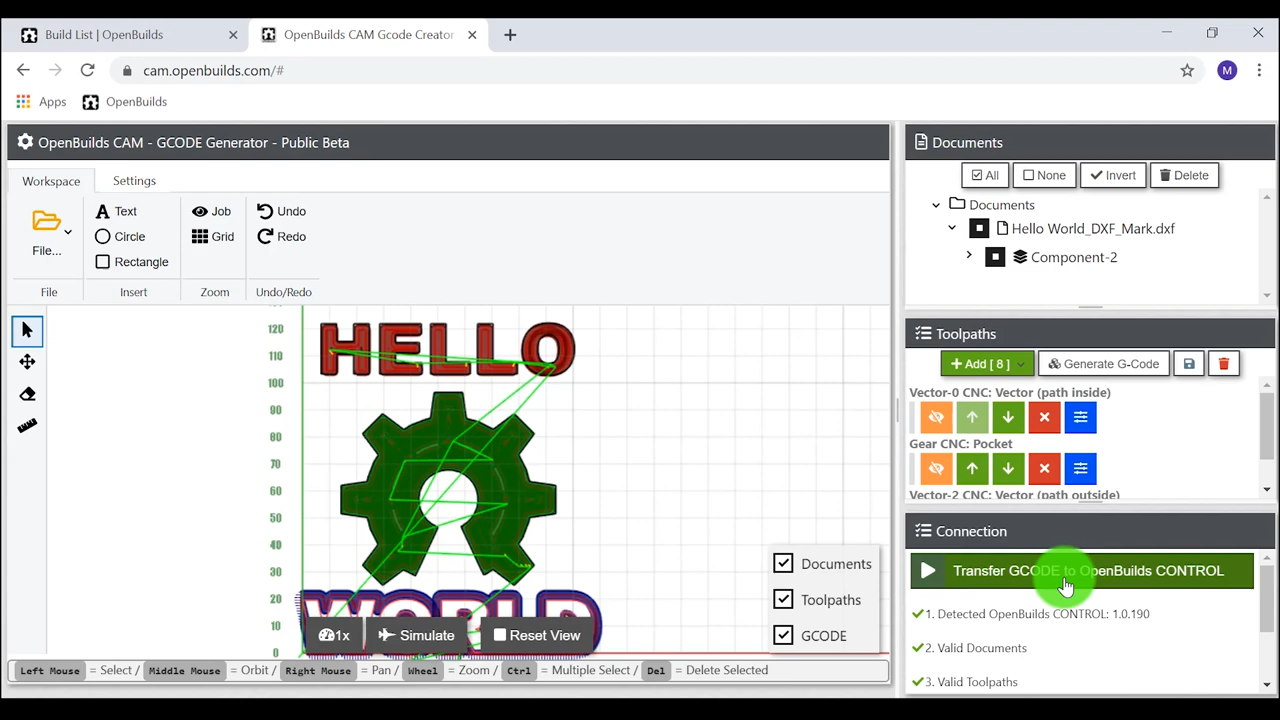 Build List | OpenBuilds
OpenBuilds CAM Gcode Creator
cam.openbuilds.com/#
M
Apps
OpenBuilds
OpenBuilds CAM - GCODE Generator - Public Beta
Workspace
Settings
File...
File
Text
Circle
Rectangle
Insert
Job
Grid
Zoom
Undo
Redo
Undo/Redo
120
110
100
90
80
70
60
50
40
30
20
10
0
HELLO
WORLD
1x
Simulate
Reset View
Documents
Toolpaths
GCODE
Left Mouse = Select / Middle Mouse = Orbit / Right Mouse = Pan / Wheel = Zoom / Ctrl = Multiple Select / Del = Delete Selected
Documents
All
None
Invert
Delete
Documents
Hello World_DXF_Mark.dxf
Component-2
Toolpaths
+ Add [ 8 ]
Generate G-Code
Vector-0 CNC: Vector (path inside)
Gear CNC: Pocket
Vector-2 CNC: Vector (path outside)
Connection
Transfer GCODE to OpenBuilds CONTROL
1. Detected OpenBuilds CONTROL: 1.0.190
2. Valid Documents
3. Valid Toolpaths